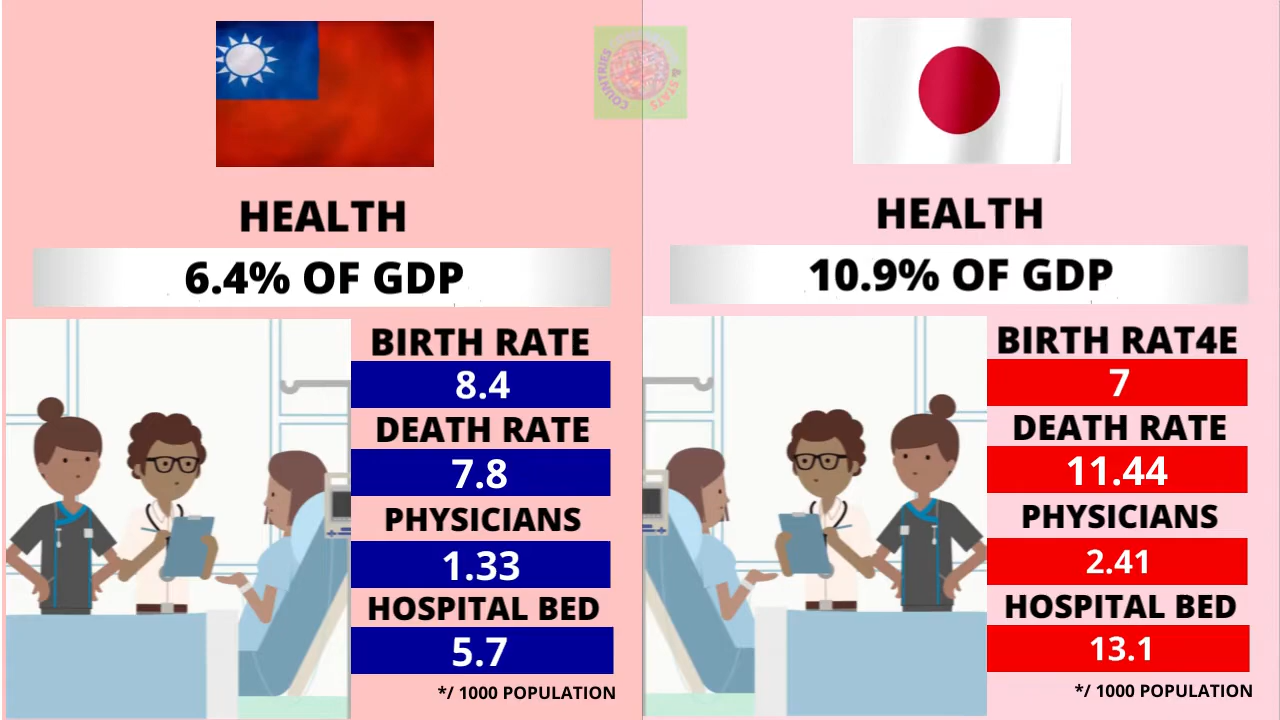 COUNTRIES
& STATS
HEALTH
6.4% OF GDP
BIRTH RATE
8.4
DEATH RATE
7.8
PHYSICIANS
1.33
HOSPITAL BED
5.7
*/ 1000 POPULATION
HEALTH
10.9% OF GDP
BIRTH RAT4E
7
DEATH RATE
11.44
PHYSICIANS
2.41
HOSPITAL BED
13.1
*/ 1000 POPULATION